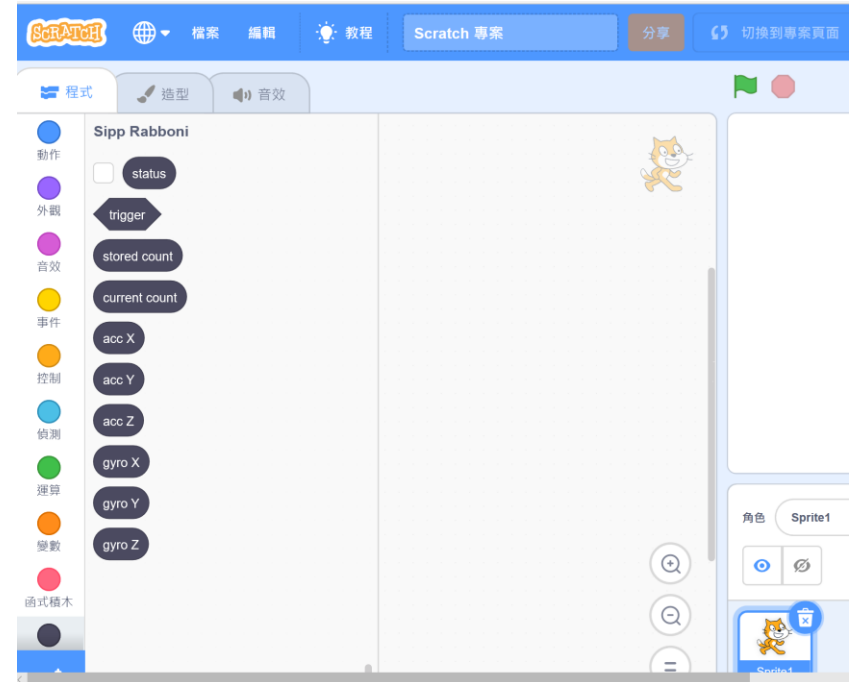 SCRATCH 檔案 編輯 教程 Scratch 專案 分享 切換到專案頁面
程式 造型 音效
動作
外觀
音效
事件
控制
偵測
運算
變數
函式積木
Sipp Rabboni
status
trigger
stored count
current count
acc X
acc Y
acc Z
gyro X
gyro Y
gyro Z
角色 Sprite1
Sprite1